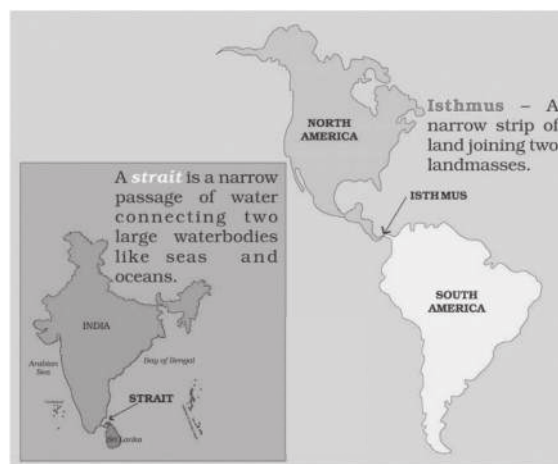 NORTH
AMERICA
Isthmus – A
narrow strip of
land joining two
landmasses.
ISTHMUS
SOUTH
AMERICA
A strait is a narrow
passage of water
connecting two
large waterbodies
like seas and
oceans.
INDIA
Arabian
Sea
Bay of Bengal
STRAIT
Sri Lanka